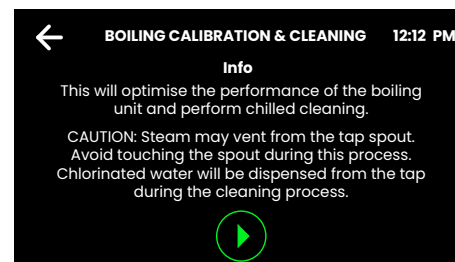 BOILING CALIBRATION & CLEANING 12:12 PM
Info
This will optimise the performance of the boiling
unit and perform chilled cleaning.
CAUTION: Steam may vent from the tap spout.
Avoid touching the spout during this process.
Chlorinated water will be dispensed from the tap
during the cleaning process.